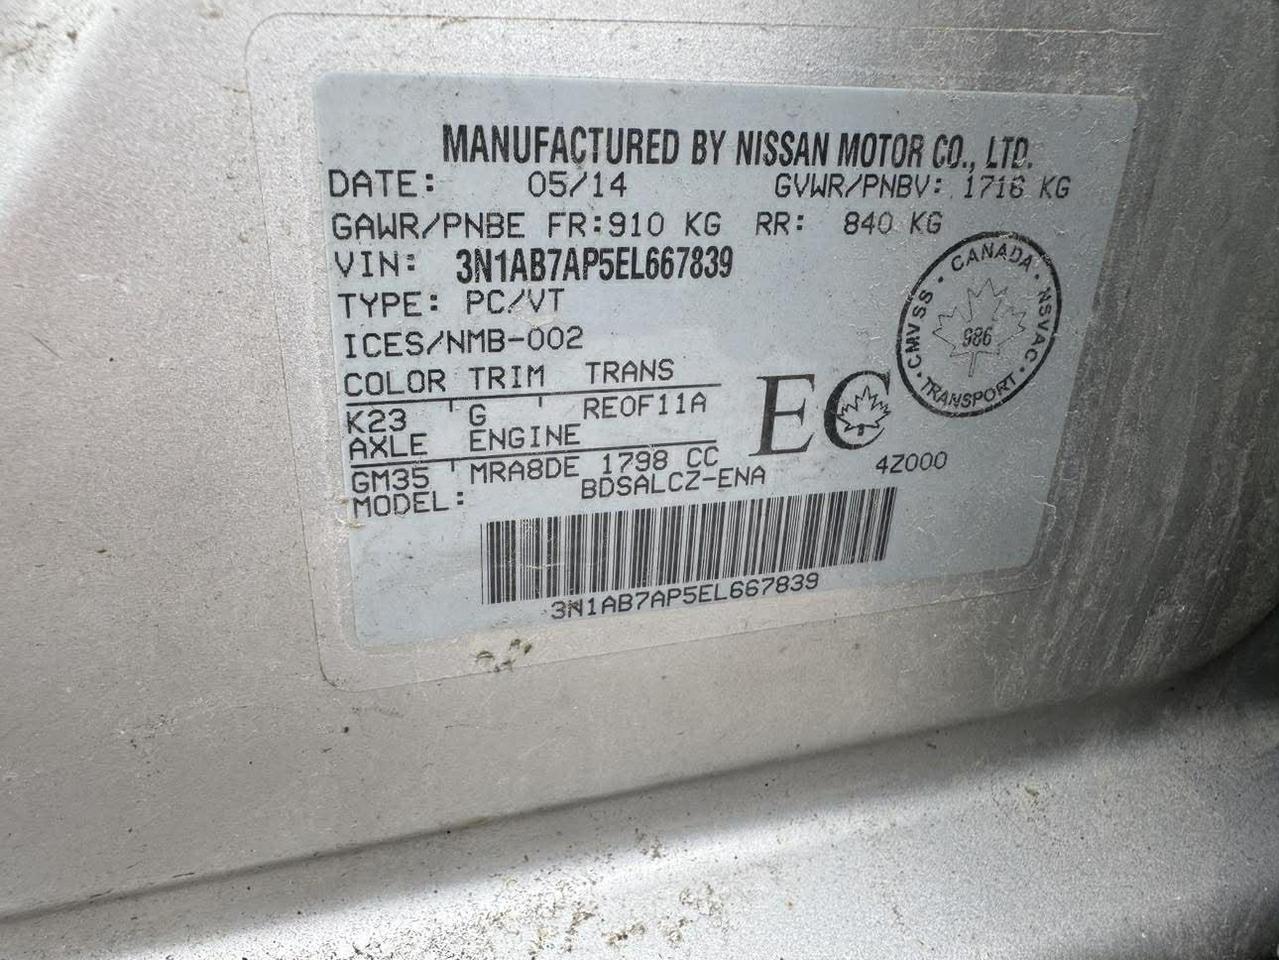 MANUFACTURED BY NISSAN MOTOR CO., LTD.
DATE: 05/14 GVWR/PNBV: 1716 KG
GAWR/PNBE FR:910 KG RR: 840 KG
VIN: 3N1AB7AP5EL667839
TYPE: PC/VT
ICES/NMB-002
COLOR TRIM TRANS
K23 G RE0F11A
AXLE ENGINE
GM35 MRA8DE 1798 CC
MODEL: BDSALCZ-ENA
EC
4Z000
CMVSS · CANADA · NSVAC · TRANSPORT ·
986
3N1AB7AP5EL667839